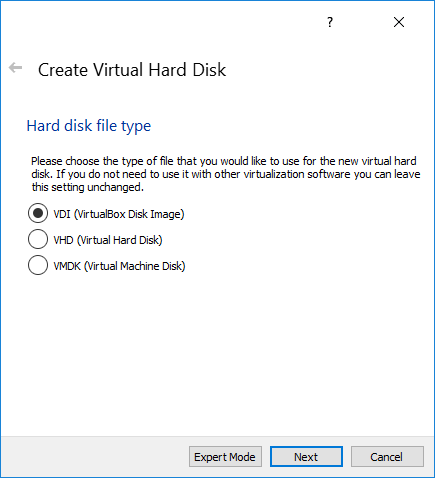 ?
Create Virtual Hard Disk
Hard disk file type
Please choose the type of file that you would like to use for the new virtual hard
disk. If you do not need to use it with other virtualization software you can leave
this setting unchanged.
VDI (VirtualBox Disk Image)
VHD (Virtual Hard Disk)
VMDK (Virtual Machine Disk)
Expert Mode Next Cancel